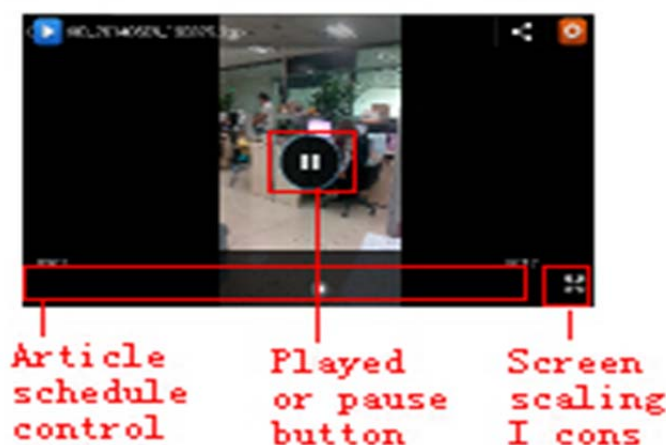 Article
schedule
control
Played
or pause
button
Screen
scaling
I cons